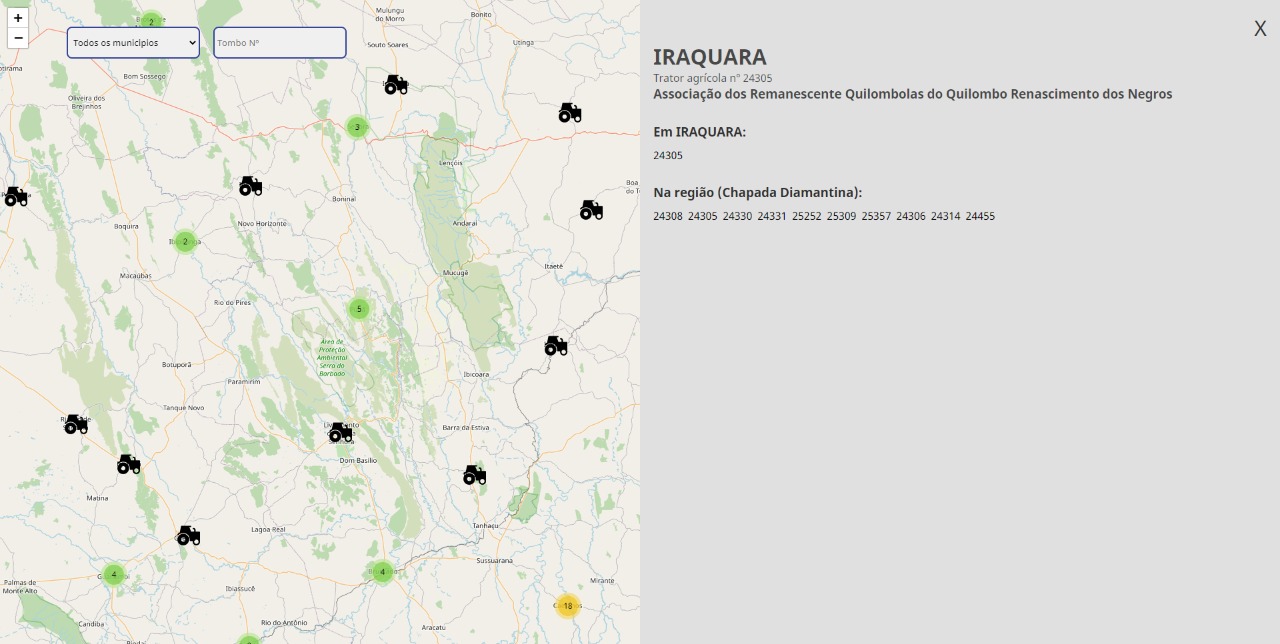 +
−
Todos os municípios
Tombo Nº
2
Mulungu
do Morro
Bonito
Souto Soares
Utinga
otirama
Bom Sossego
Oliveira dos
Brejinhos
3
Lençóis
Boa
do T
Boninal
Andaraí
Boquira
Novo Horizonte
2
Macaúbas
Mucugê
Itaetê
Rio do Pires
5
Área de
Proteção
Ambiental
Serra do
Barbado
Botuporã
Paramirim
Ibicoara
Tanque Novo
Barra da Estiva
Dom Basílio
Matina
Lagoa Real
Tanhaçu
Sussuarana
4
4
Palmas de
Monte Alto
Ibiassucê
Mirante
18
Candiba
Rio do Antônio
Aracatu
X
IRAQUARA
Trator agrícola nº 24305
Associação dos Remanescente Quilombolas do Quilombo Renascimento dos Negros
Em IRAQUARA:
24305
Na região (Chapada Diamantina):
24308 24305 24330 24331 25252 25309 25357 24306 24314 24455